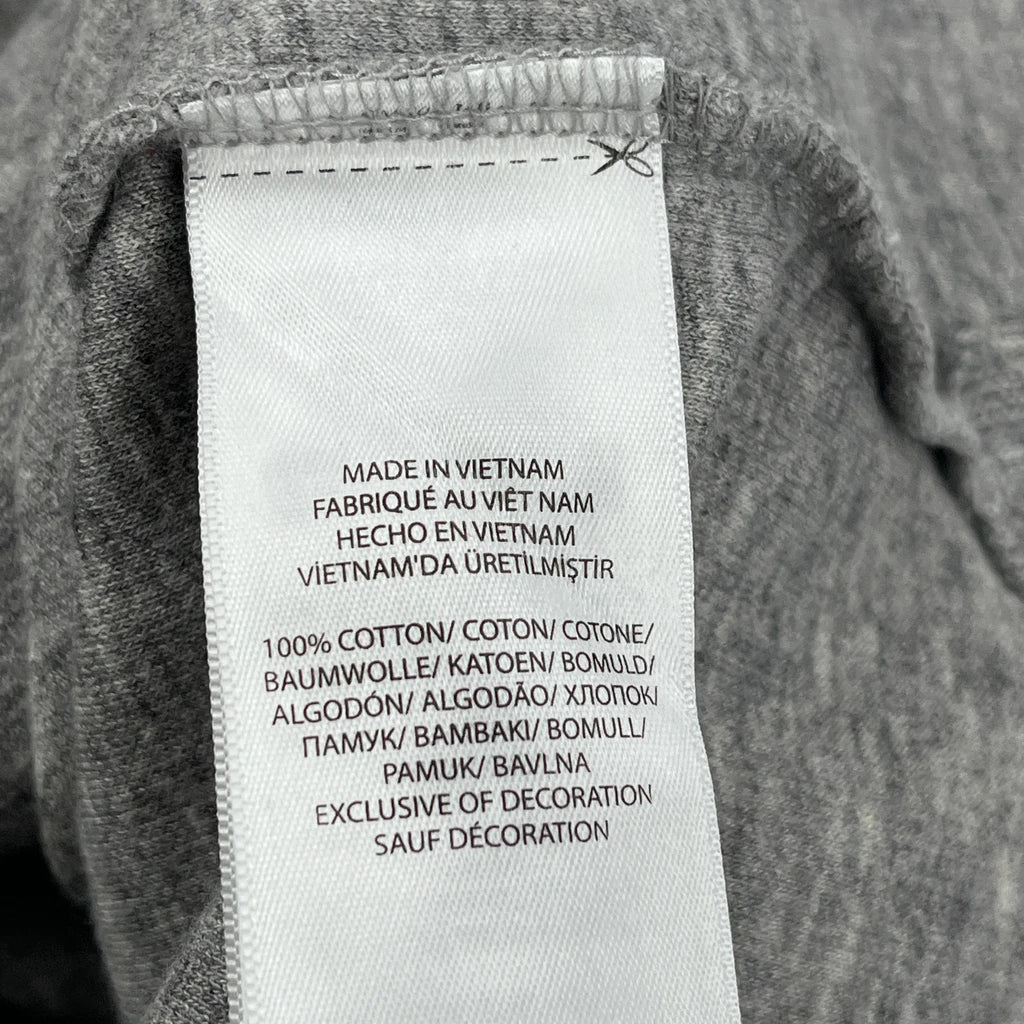 MADE IN VIETNAM
FABRIQUÉ AU VIÊT NAM
HECHO EN VIETNAM
VİETNAM'DA ÜRETİLMİŞTİR
100% COTTON/ COTON/ COTONE/
BAUMWOLLE/ KATOEN/ BOMULD/
ALGODÓN/ ALGODÃO/ ХЛОПОК/
ПАМУК/ ΒΑΜΒΑΚΙ/ BOMULL/
PAMUK/ BAVLNA
EXCLUSIVE OF DECORATION
SAUF DÉCORATION